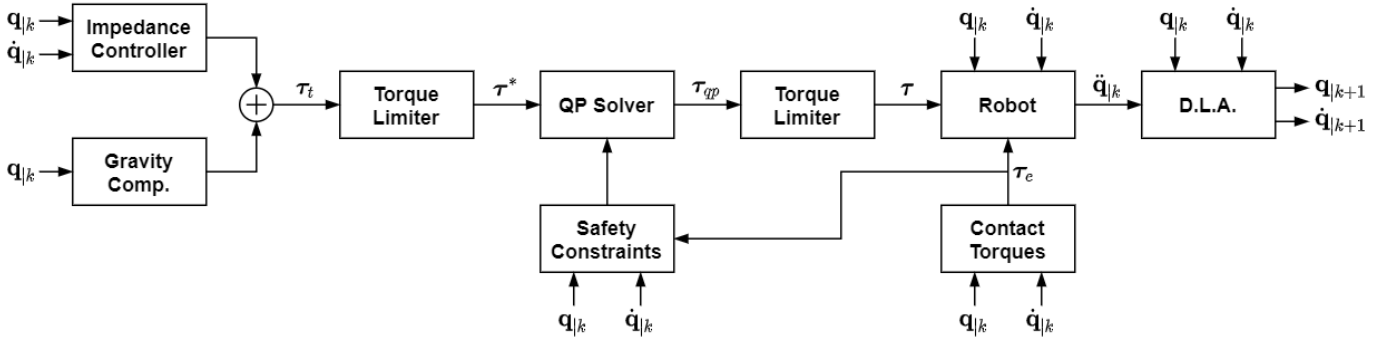 q|k
q̇|k
Impedance
Controller
q|k
Gravity
Comp.
+
τt
Torque
Limiter
τ*
QP Solver
τqp
Torque
Limiter
τ
q|k q̇|k
Robot
q̈|k
q|k q̇|k
D.L.A.
q|k+1
q̇|k+1
τe
Safety
Constraints
q|k q̇|k
Contact
Torques
q|k q̇|k